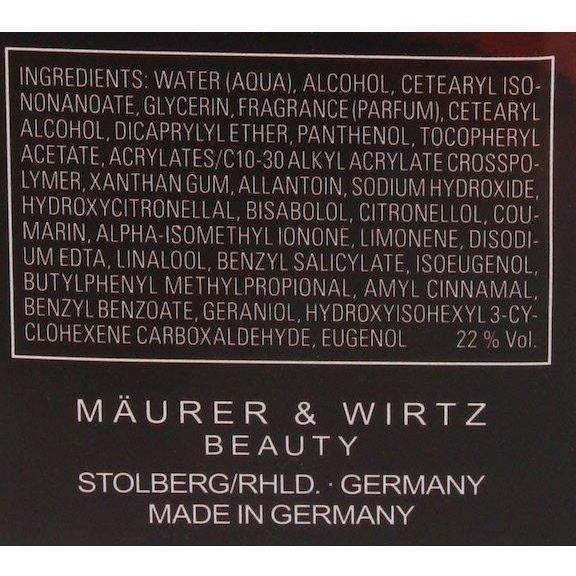 INGREDIENTS: WATER (AQUA), ALCOHOL, CETEARYL ISO-
NONANOATE, GLYCERIN, FRAGRANCE (PARFUM), CETEARYL
ALCOHOL, DICAPRYLYL ETHER, PANTHENOL, TOCOPHERYL
ACETATE, ACRYLATES/C10-30 ALKYL ACRYLATE CROSSPO-
LYMER, XANTHAN GUM, ALLANTOIN, SODIUM HYDROXIDE,
HYDROXYCITRONELLAL, BISABOLOL, CITRONELLOL, COU-
MARIN, ALPHA-ISOMETHYL IONONE, LIMONENE, DISODI-
UM EDTA, LINALOOL, BENZYL SALICYLATE, ISOEUGENOL,
BUTYLPHENYL METHYLPROPIONAL, AMYL CINNAMAL,
BENZYL BENZOATE, GERANIOL, HYDROXYISOHEXYL 3-CY-
CLOHEXENE CARBOXALDEHYDE, EUGENOL 22 % Vol.
MÄURER & WIRTZ
BEAUTY
STOLBERG/RHLD. · GERMANY
MADE IN GERMANY